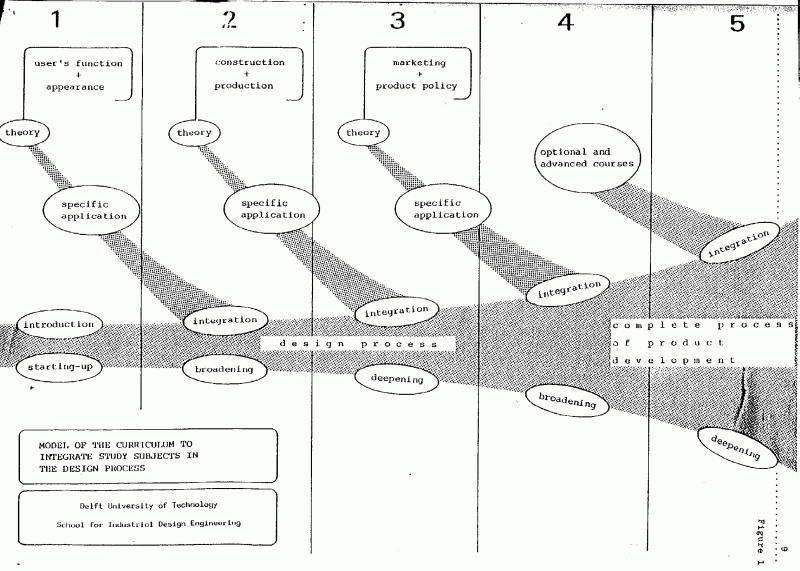 1
2
3
4
5
user's function
+
appearance
construction
+
production
marketing
+
product policy
theory
theory
theory
optional and
advanced courses
specific
application
specific
application
specific
application
integration
integration
integration
integration
introduction
starting-up
broadening
deepening
broadening
deepening
design process
complete process
of product
development
MODEL OF THE CURRICULUM TO
INTEGRATE STUDY SUBJECTS IN
THE DESIGN PROCESS
Delft University of Technology
School for Industrial Design Engineering
Figure 1
9